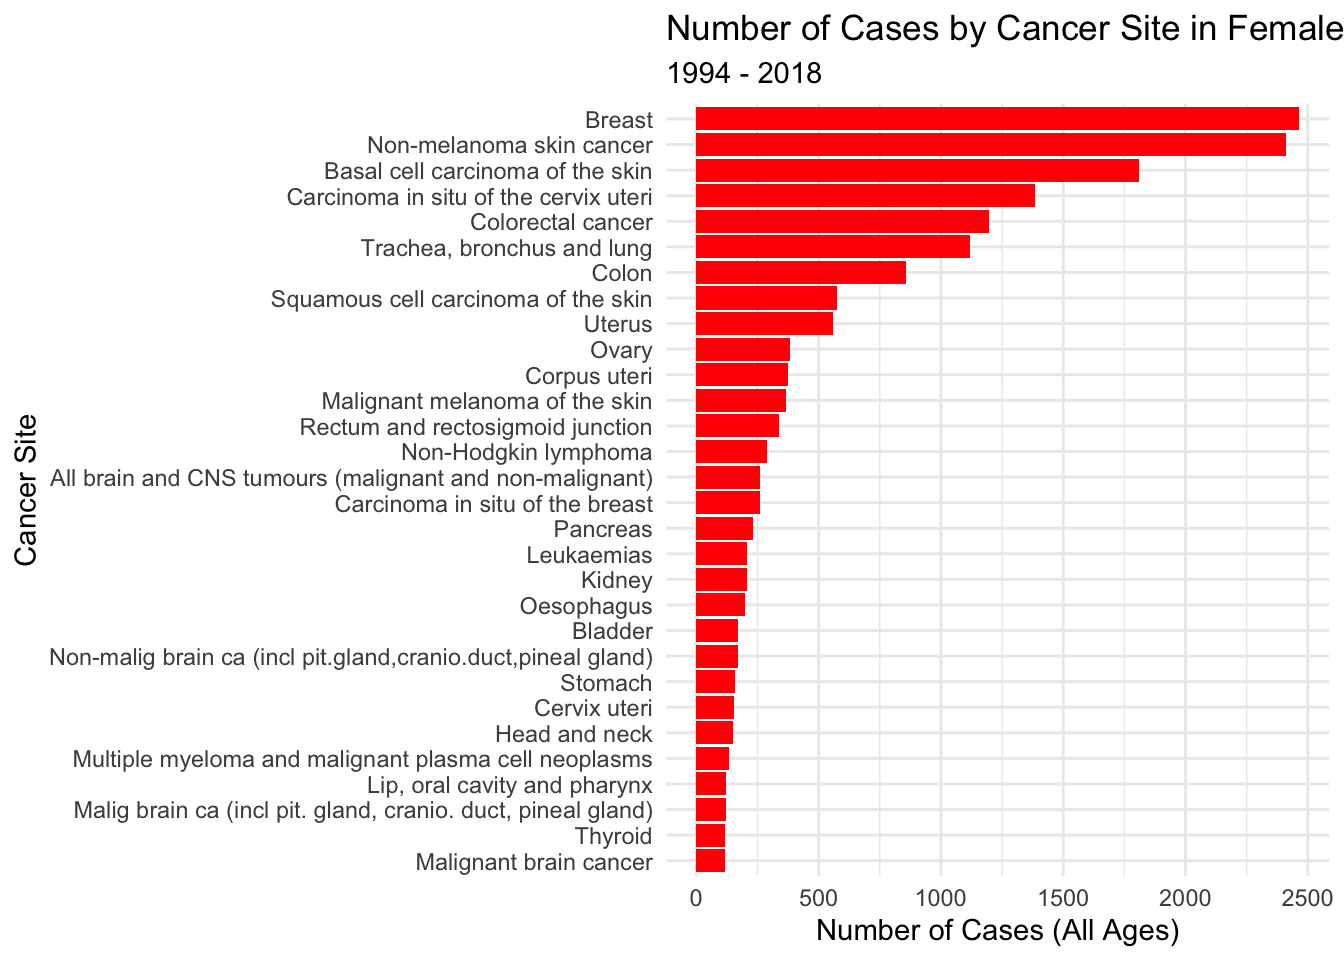 Number of Cases by Cancer Site in Female
1994 - 2018
Breast
Non-melanoma skin cancer
Basal cell carcinoma of the skin
Carcinoma in situ of the cervix uteri
Colorectal cancer
Trachea, bronchus and lung
Colon
Squamous cell carcinoma of the skin
Uterus
Ovary
Corpus uteri
Malignant melanoma of the skin
Rectum and rectosigmoid junction
Non-Hodgkin lymphoma
All brain and CNS tumours (malignant and non-malignant)
Carcinoma in situ of the breast
Pancreas
Leukaemias
Kidney
Oesophagus
Bladder
Non-malig brain ca (incl pit.gland,cranio.duct,pineal gland)
Stomach
Cervix uteri
Head and neck
Multiple myeloma and malignant plasma cell neoplasms
Lip, oral cavity and pharynx
Malig brain ca (incl pit. gland, cranio. duct, pineal gland)
Thyroid
Malignant brain cancer
Cancer Site
0 500 1000 1500 2000 2500
Number of Cases (All Ages)